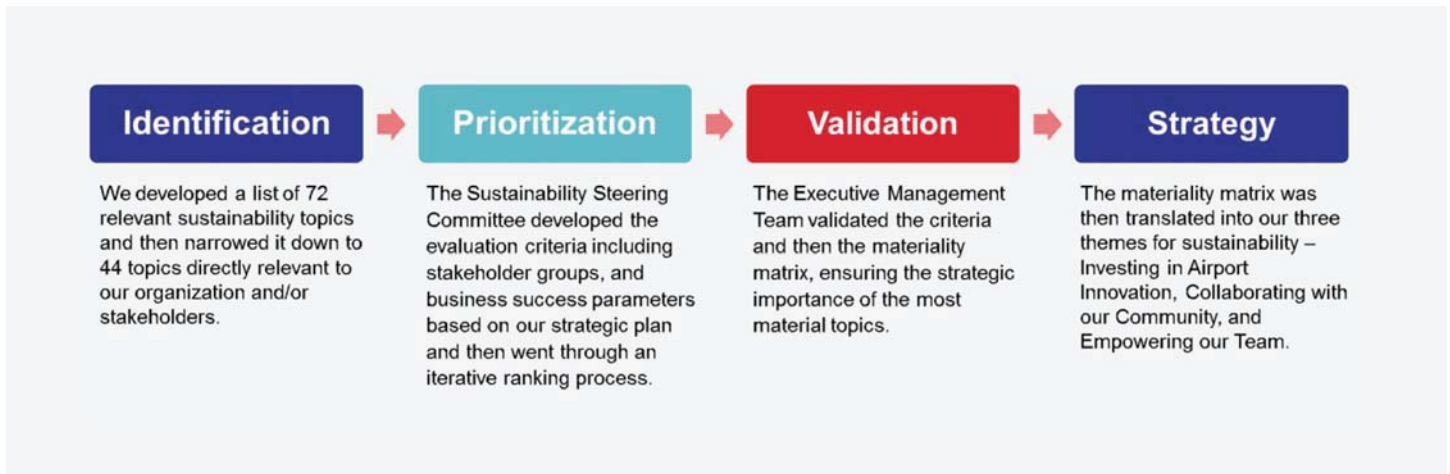 Identification
We developed a list of 72
relevant sustainability topics
and then narrowed it down to
44 topics directly relevant to
our organization and/or
stakeholders.
Prioritization
The Sustainability Steering
Committee developed the
evaluation criteria including
stakeholder groups, and
business success parameters
based on our strategic plan
and then went through an
iterative ranking process.
Validation
The Executive Management
Team validated the criteria
and then the materiality
matrix, ensuring the strategic
importance of the most
material topics.
Strategy
The materiality matrix was
then translated into our three
themes for sustainability –
Investing in Airport
Innovation, Collaborating with
our Community, and
Empowering our Team.